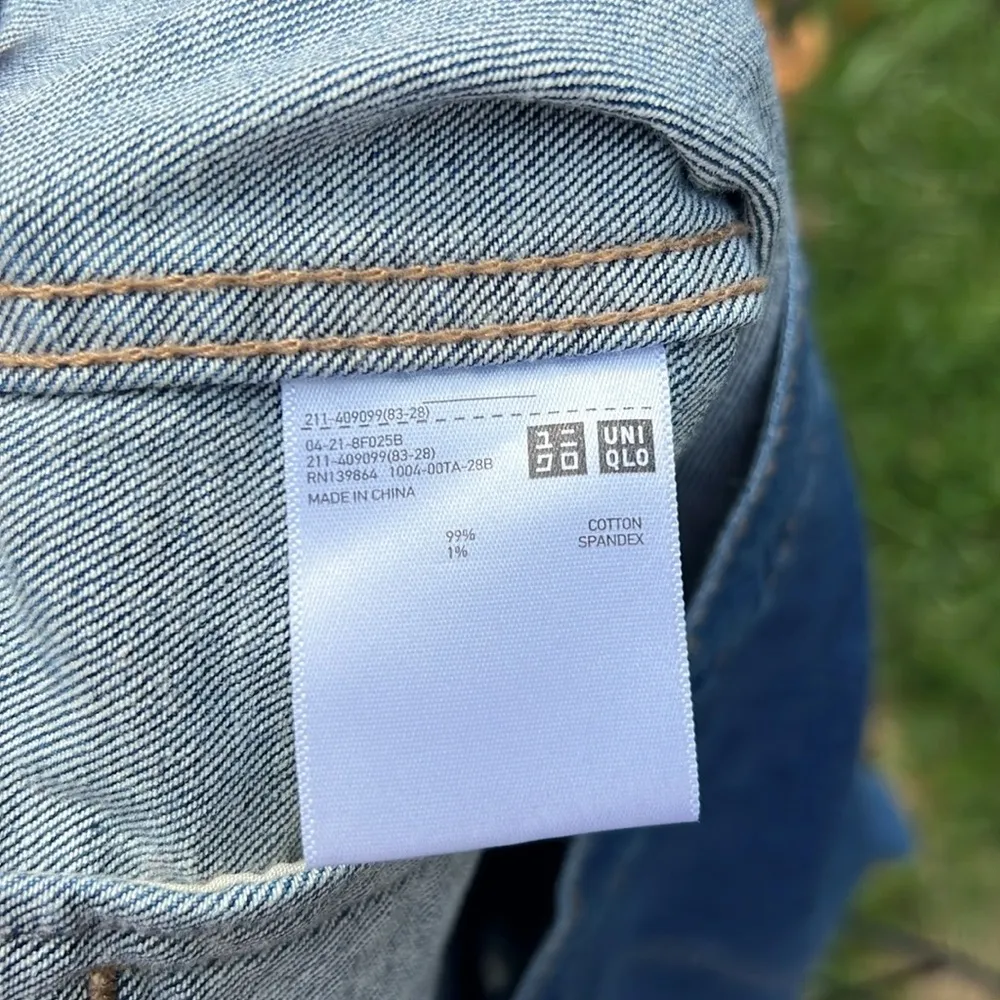 211-409099(83-28)
04-21-8F025B
211-409099(83-28)
RN139864 1004-00TA-28B
MADE IN CHINA
ユニ
クロ
UNI
QLO
99% COTTON
1% SPANDEX